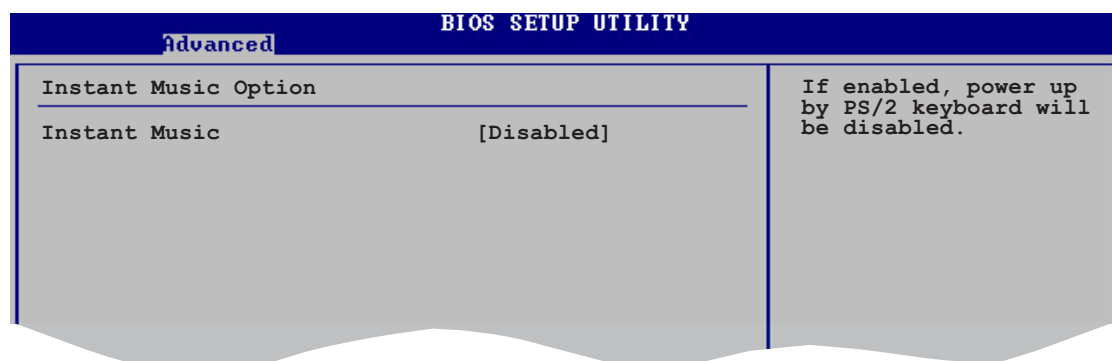 BIOS SETUP UTILITY
Advanced
Instant Music Option
Instant Music [Disabled]
If enabled, power up
by PS/2 keyboard will
be disabled.